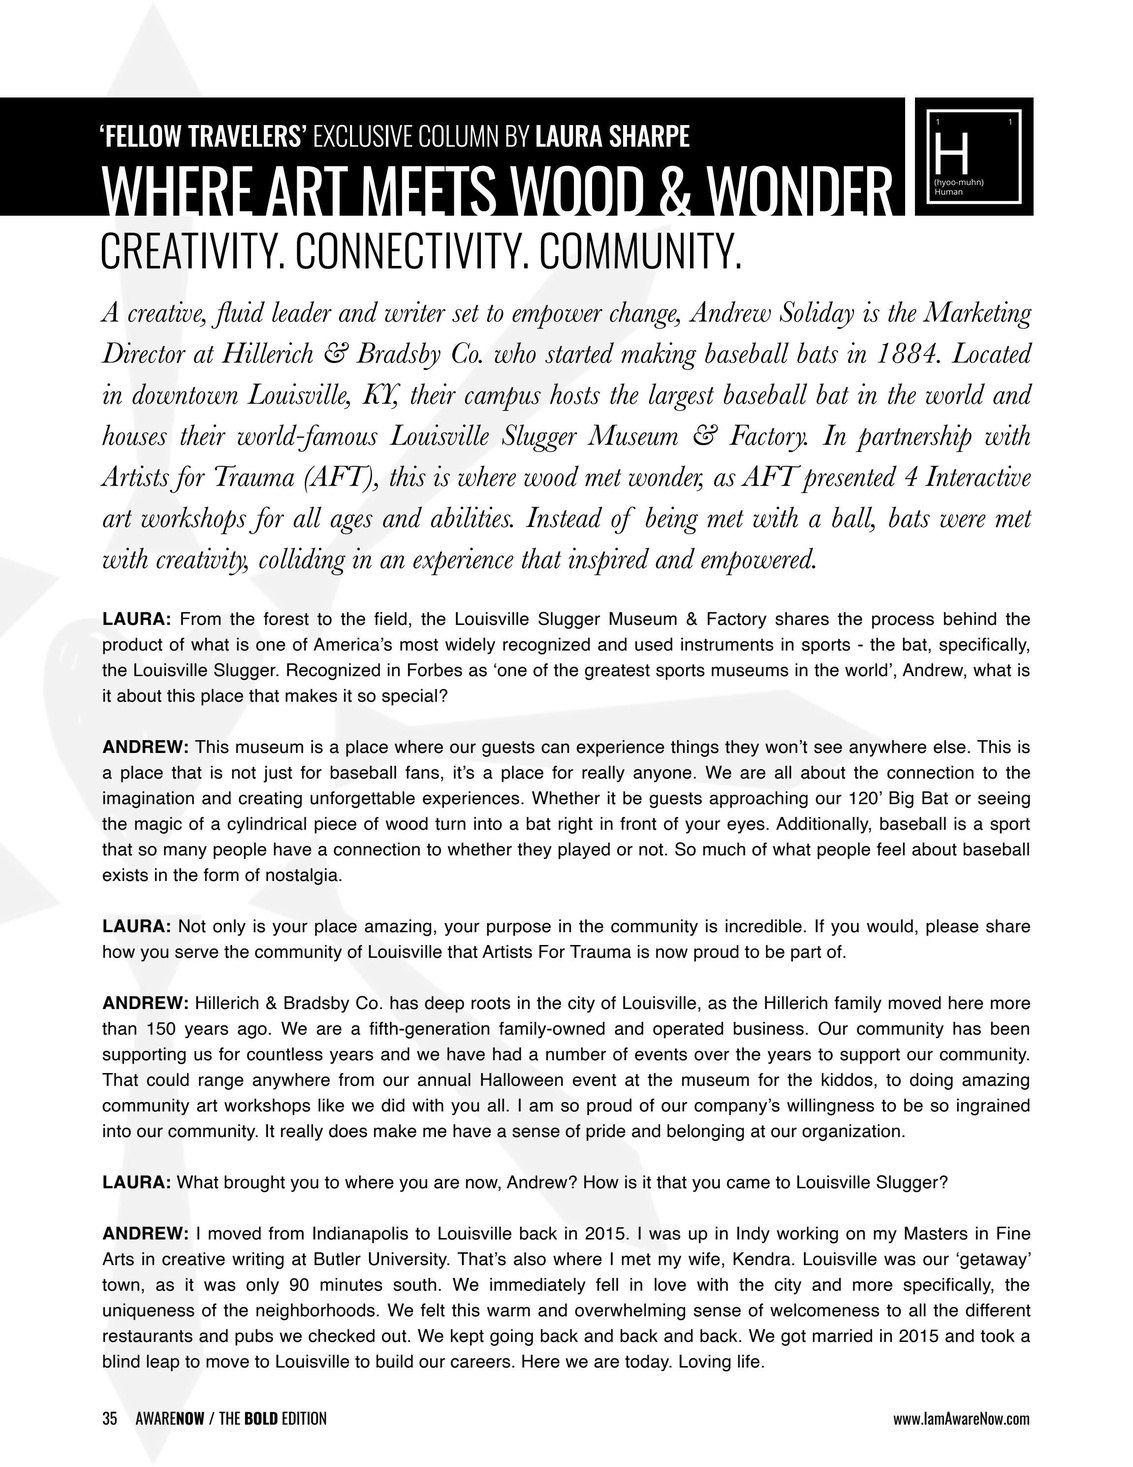 ‘FELLOW TRAVELERS’ EXCLUSIVE COLUMN BY LAURA SHARPE
WHERE ART MEETS WOOD & WONDER
1 1
H
(hyoo-muhn)
Human
CREATIVITY. CONNECTIVITY. COMMUNITY.
A creative, fluid leader and writer set to empower change, Andrew Soliday is the Marketing
Director at Hillerich & Bradsby Co. who started making baseball bats in 1884. Located
in downtown Louisville, KY, their campus hosts the largest baseball bat in the world and
houses their world-famous Louisville Slugger Museum & Factory. In partnership with
Artists for Trauma (AFT), this is where wood met wonder, as AFT presented 4 Interactive
art workshops for all ages and abilities. Instead of being met with a ball, bats were met
with creativity, colliding in an experience that inspired and empowered.
LAURA: From the forest to the field, the Louisville Slugger Museum & Factory shares the process behind the
product of what is one of America’s most widely recognized and used instruments in sports - the bat, specifically,
the Louisville Slugger. Recognized in Forbes as ‘one of the greatest sports museums in the world’, Andrew, what is
it about this place that makes it so special?
ANDREW: This museum is a place where our guests can experience things they won’t see anywhere else. This is
a place that is not just for baseball fans, it’s a place for really anyone. We are all about the connection to the
imagination and creating unforgettable experiences. Whether it be guests approaching our 120’ Big Bat or seeing
the magic of a cylindrical piece of wood turn into a bat right in front of your eyes. Additionally, baseball is a sport
that so many people have a connection to whether they played or not. So much of what people feel about baseball
exists in the form of nostalgia.
LAURA: Not only is your place amazing, your purpose in the community is incredible. If you would, please share
how you serve the community of Louisville that Artists For Trauma is now proud to be part of.
ANDREW: Hillerich & Bradsby Co. has deep roots in the city of Louisville, as the Hillerich family moved here more
than 150 years ago. We are a fifth-generation family-owned and operated business. Our community has been
supporting us for countless years and we have had a number of events over the years to support our community.
That could range anywhere from our annual Halloween event at the museum for the kiddos, to doing amazing
community art workshops like we did with you all. I am so proud of our company’s willingness to be so ingrained
into our community. It really does make me have a sense of pride and belonging at our organization.
LAURA: What brought you to where you are now, Andrew? How is it that you came to Louisville Slugger?
ANDREW: I moved from Indianapolis to Louisville back in 2015. I was up in Indy working on my Masters in Fine
Arts in creative writing at Butler University. That’s also where I met my wife, Kendra. Louisville was our ‘getaway’
town, as it was only 90 minutes south. We immediately fell in love with the city and more specifically, the
uniqueness of the neighborhoods. We felt this warm and overwhelming sense of welcomeness to all the different
restaurants and pubs we checked out. We kept going back and back and back. We got married in 2015 and took a
blind leap to move to Louisville to build our careers. Here we are today. Loving life.
35 AWARENOW / THE BOLD EDITION
www.IamAwareNow.com